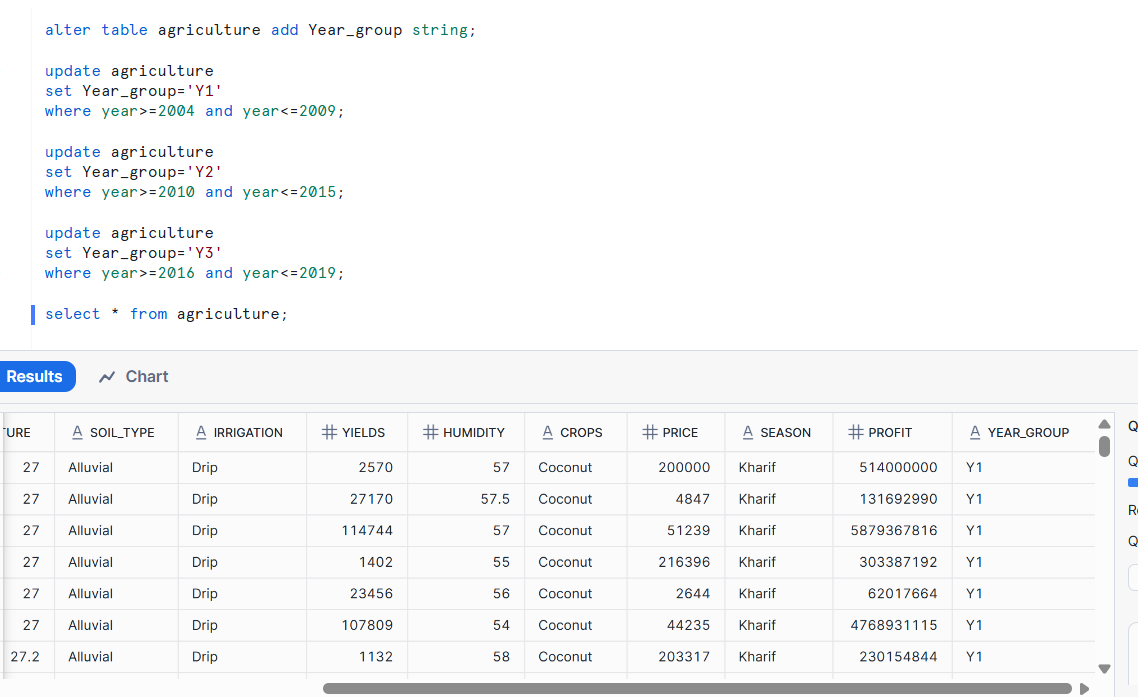 alter table agriculture add Year_group string;
update agriculture
set Year_group='Y1'
where year>=2004 and year<=2009;
update agriculture
set Year_group='Y2'
where year>=2010 and year<=2015;
update agriculture
set Year_group='Y3'
where year>=2016 and year<=2019;
select * from agriculture;
Results Chart
TURE SOIL_TYPE IRRIGATION YIELDS HUMIDITY CROPS PRICE SEASON PROFIT YEAR_GROUP
27 Alluvial Drip 2570 57 Coconut 200000 Kharif 514000000 Y1
27 Alluvial Drip 27170 57.5 Coconut 4847 Kharif 131692990 Y1
27 Alluvial Drip 114744 57 Coconut 51239 Kharif 5879367816 Y1
27 Alluvial Drip 1402 55 Coconut 216396 Kharif 303387192 Y1
27 Alluvial Drip 23456 56 Coconut 2644 Kharif 62017664 Y1
27 Alluvial Drip 107809 54 Coconut 44235 Kharif 4768931115 Y1
27.2 Alluvial Drip 1132 58 Coconut 203317 Kharif 230154844 Y1